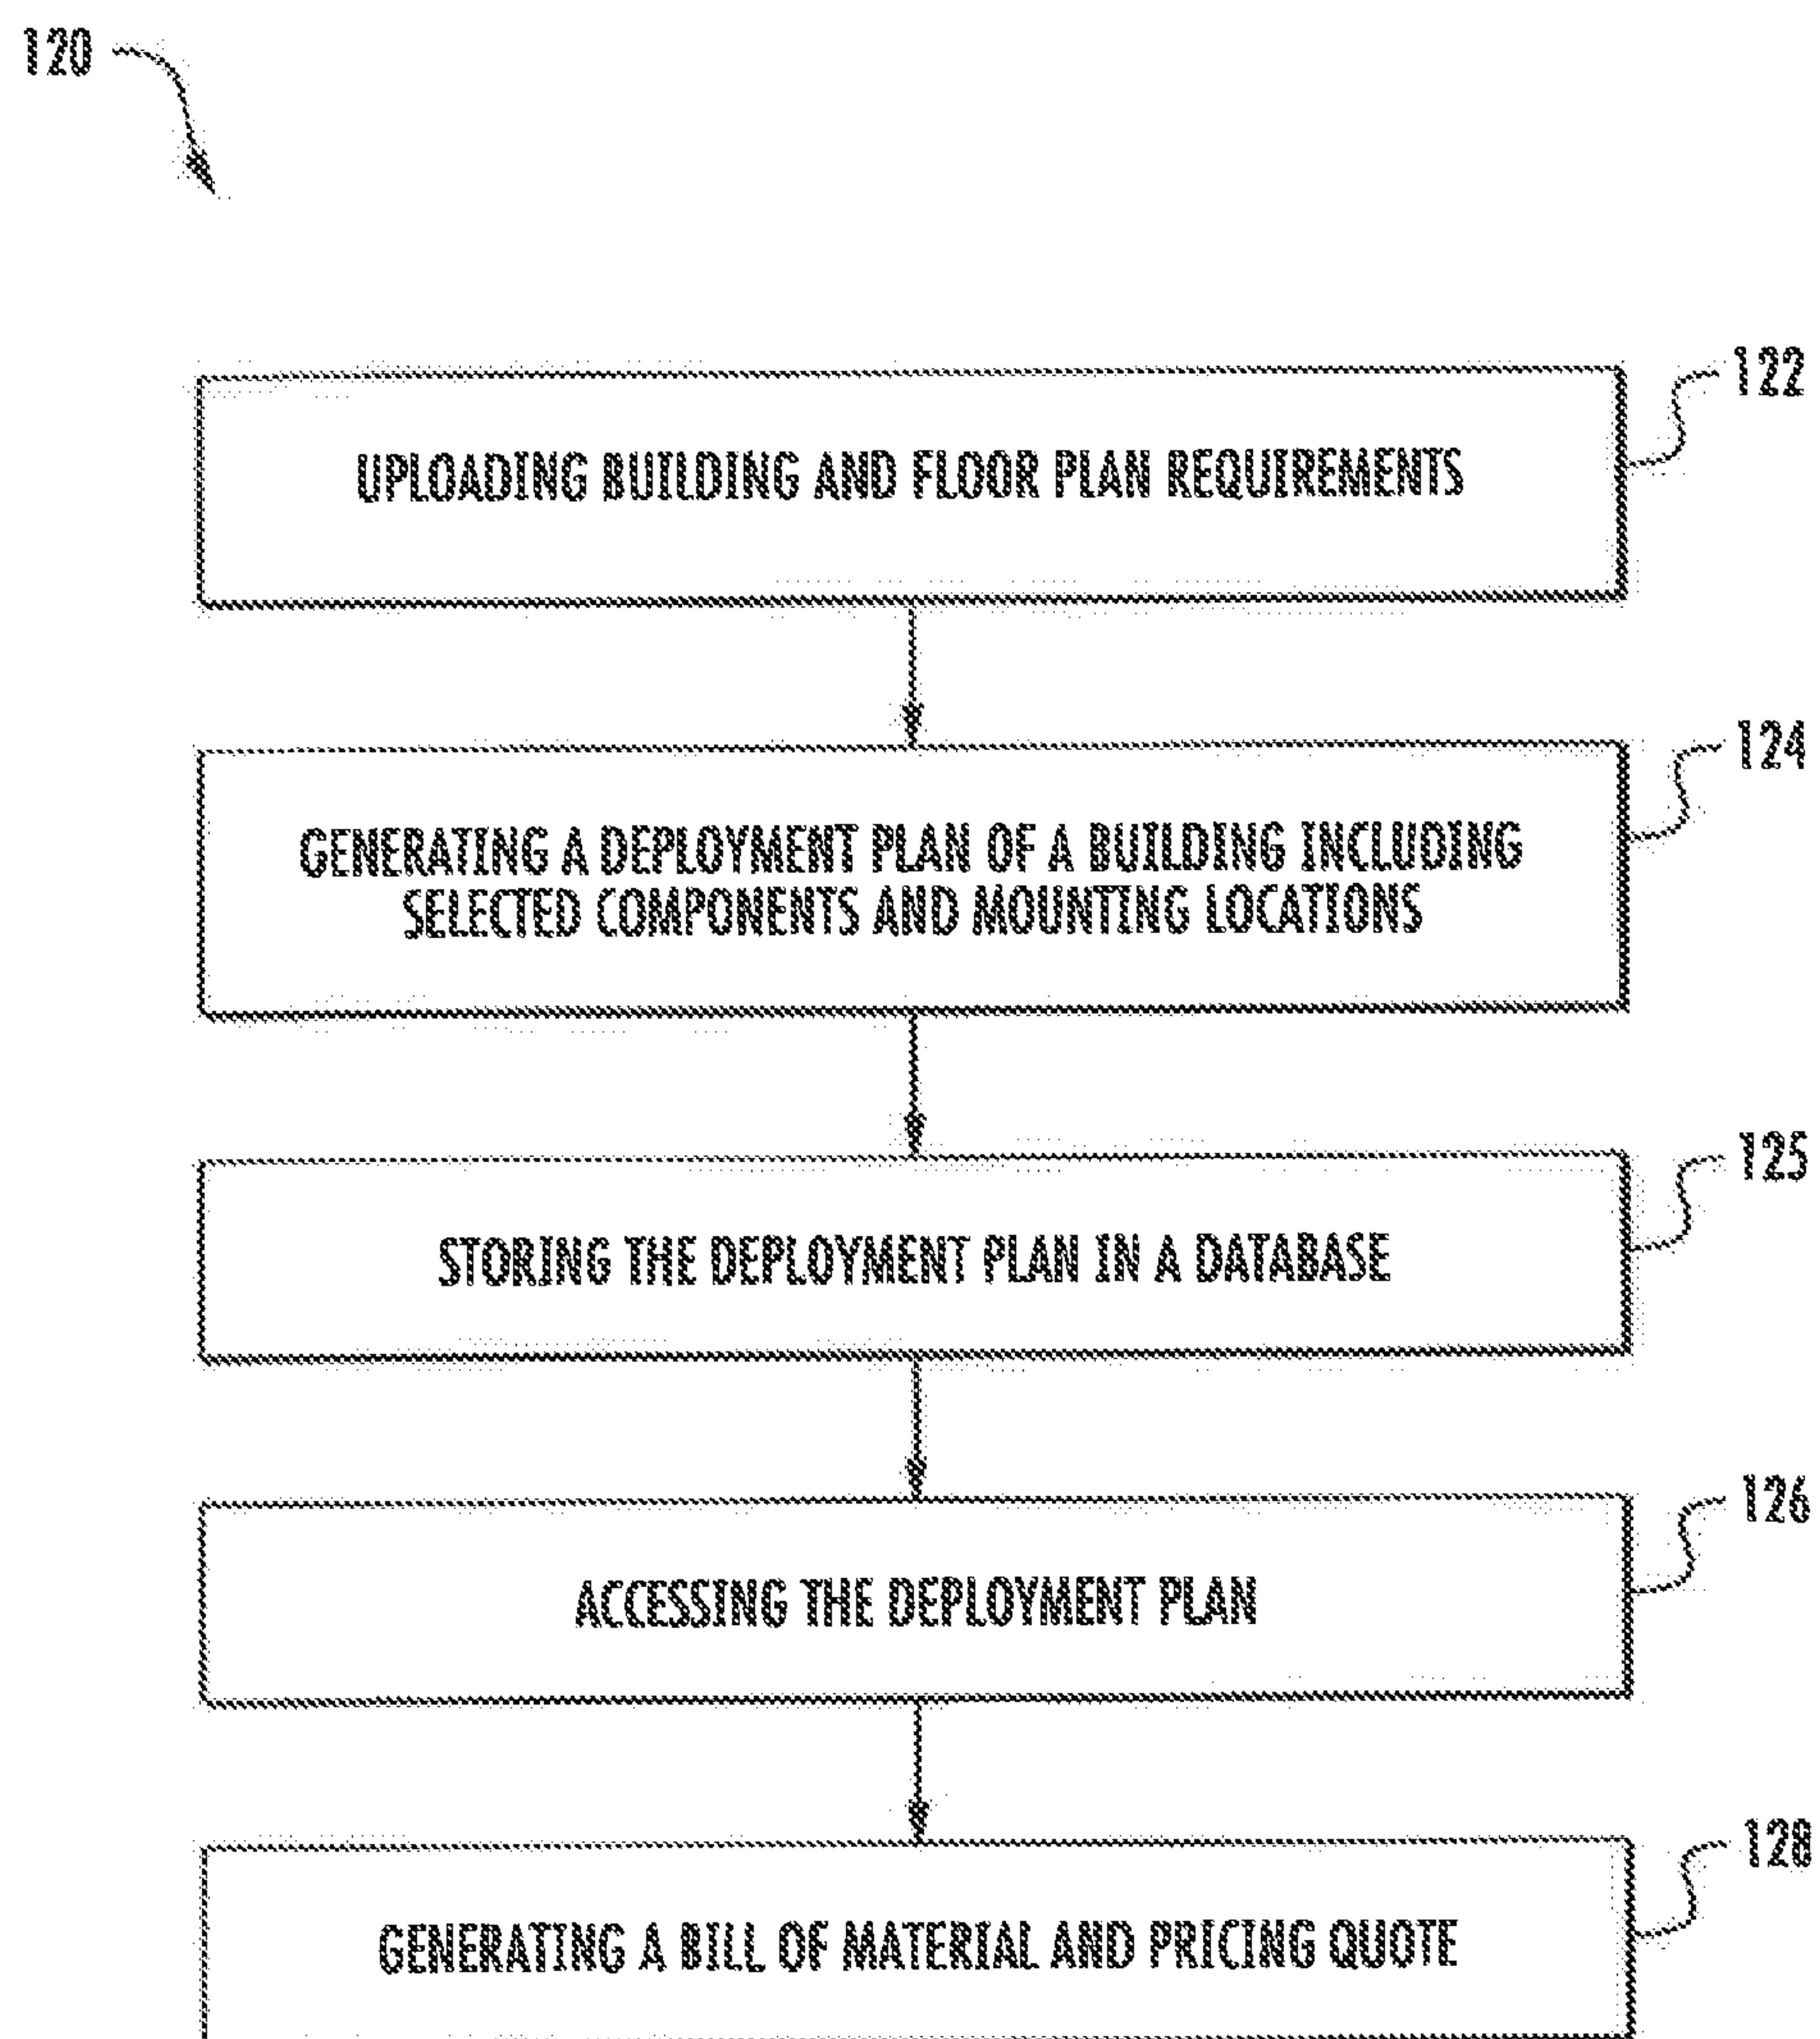 120
122
UPLOADING BUILDING AND FLOOR PLAN REQUIREMENTS
124
GENERATING A DEPLOYMENT PLAN OF A BUILDING INCLUDING
SELECTED COMPONENTS AND MOUNTING LOCATIONS
125
STORING THE DEPLOYMENT PLAN IN A DATABASE
126
ACCESSING THE DEPLOYMENT PLAN
128
GENERATING A BILL OF MATERIAL AND PRICING QUOTE